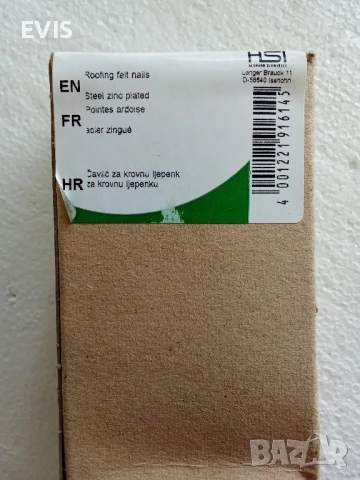 EVIS
HSI
Langer Brauck 11
D-58640 Iserlohn
EN
Roofing felt nails
Steel zinc plated
FR
Pointes ardoise
acier zingué
HR
Čavlić za krovnu ljepenk
za krovnu ljepenku
4 001221 916145
BAZAR